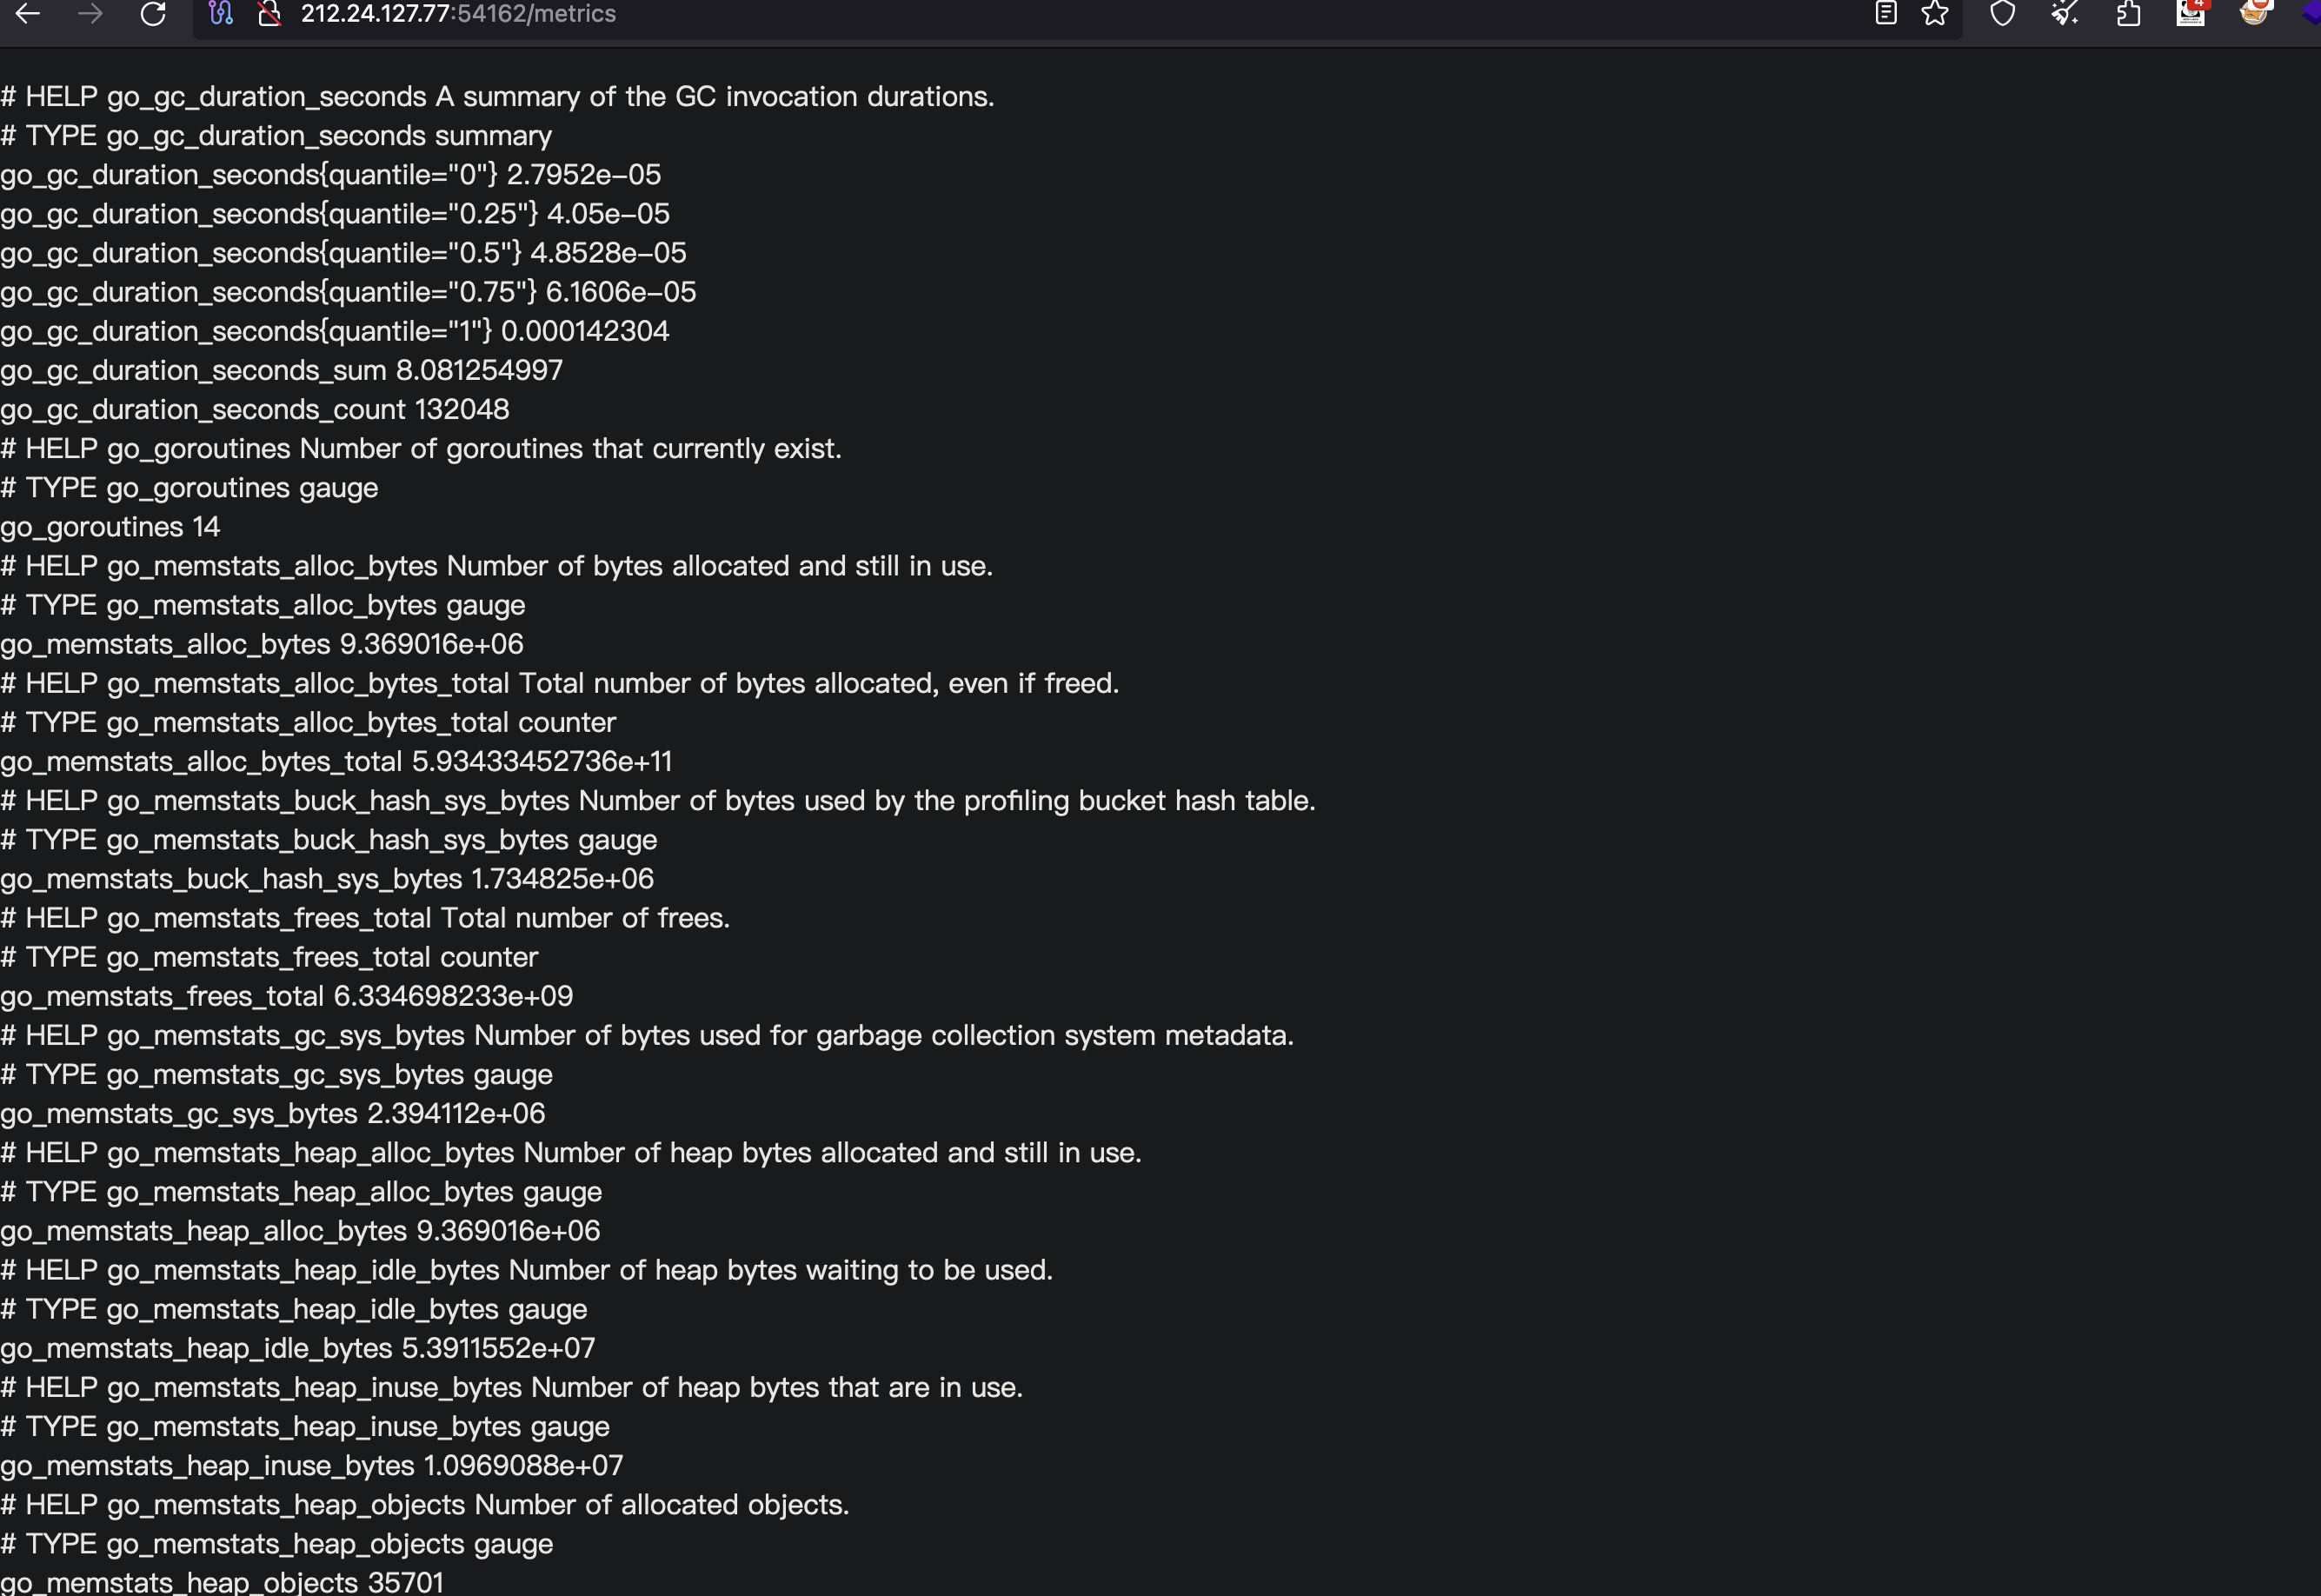 212.24.127.77:54162/metrics
4
# HELP go_gc_duration_seconds A summary of the GC invocation durations.
# TYPE go_gc_duration_seconds summary
go_gc_duration_seconds{quantile="0"} 2.7952e-05
go_gc_duration_seconds{quantile="0.25"} 4.05e-05
go_gc_duration_seconds{quantile="0.5"} 4.8528e-05
go_gc_duration_seconds{quantile="0.75"} 6.1606e-05
go_gc_duration_seconds{quantile="1"} 0.000142304
go_gc_duration_seconds_sum 8.081254997
go_gc_duration_seconds_count 132048
# HELP go_goroutines Number of goroutines that currently exist.
# TYPE go_goroutines gauge
go_goroutines 14
# HELP go_memstats_alloc_bytes Number of bytes allocated and still in use.
# TYPE go_memstats_alloc_bytes gauge
go_memstats_alloc_bytes 9.369016e+06
# HELP go_memstats_alloc_bytes_total Total number of bytes allocated, even if freed.
# TYPE go_memstats_alloc_bytes_total counter
go_memstats_alloc_bytes_total 5.93433452736e+11
# HELP go_memstats_buck_hash_sys_bytes Number of bytes used by the profiling bucket hash table.
# TYPE go_memstats_buck_hash_sys_bytes gauge
go_memstats_buck_hash_sys_bytes 1.734825e+06
# HELP go_memstats_frees_total Total number of frees.
# TYPE go_memstats_frees_total counter
go_memstats_frees_total 6.334698233e+09
# HELP go_memstats_gc_sys_bytes Number of bytes used for garbage collection system metadata.
# TYPE go_memstats_gc_sys_bytes gauge
go_memstats_gc_sys_bytes 2.394112e+06
# HELP go_memstats_heap_alloc_bytes Number of heap bytes allocated and still in use.
# TYPE go_memstats_heap_alloc_bytes gauge
go_memstats_heap_alloc_bytes 9.369016e+06
# HELP go_memstats_heap_idle_bytes Number of heap bytes waiting to be used.
# TYPE go_memstats_heap_idle_bytes gauge
go_memstats_heap_idle_bytes 5.3911552e+07
# HELP go_memstats_heap_inuse_bytes Number of heap bytes that are in use.
# TYPE go_memstats_heap_inuse_bytes gauge
go_memstats_heap_inuse_bytes 1.0969088e+07
# HELP go_memstats_heap_objects Number of allocated objects.
# TYPE go_memstats_heap_objects gauge
go_memstats_heap_objects 35701